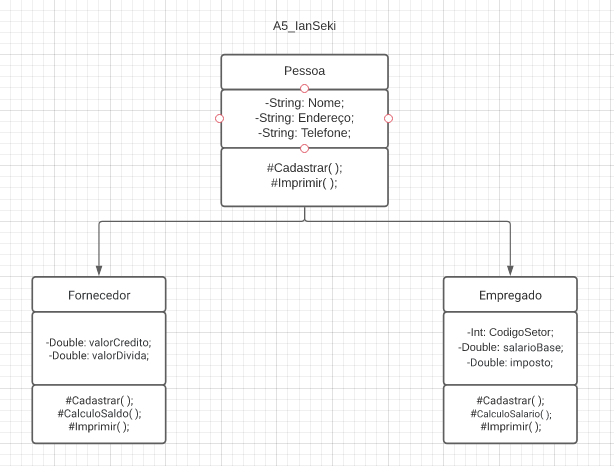 A5_IanSeki
Pessoa
-String: Nome;
-String: Endereço;
-String: Telefone;
#Cadastrar( );
#Imprimir( );
Fornecedor
-Double: valorCredito;
-Double: valorDivida;
#Cadastrar( );
#CalculoSaldo( );
#Imprimir( );
Empregado
-Int: CodigoSetor;
-Double: salarioBase;
-Double: imposto;
#Cadastrar( );
#CalculoSalario( );
#Imprimir( );